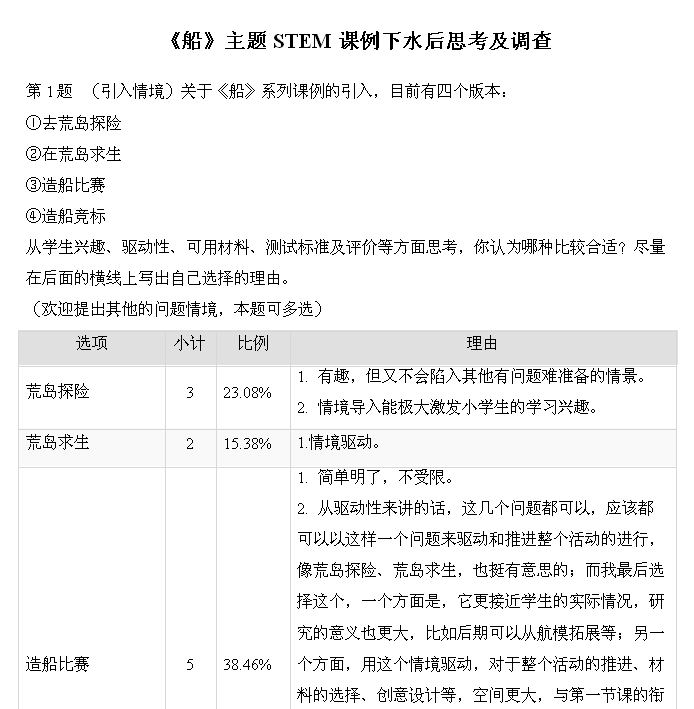 《船》主题 STEM 课例下水后思考及调查
第 1 题 （引入情境）关于《船》系列课例的引入，目前有四个版本：
①去荒岛探险
②在荒岛求生
③造船比赛
④造船竞标
从学生兴趣、驱动性、可用材料、测试标准及评价等方面思考，你认为哪种比较合适？尽量
在后面的横线上写出自己选择的理由。
（欢迎提出其他的问题情境，本题可多选）
选项 小计 比例 理由
荒岛探险 3 23.08% 1. 有趣，但又不会陷入其他有问题难准备的情景。
2. 情境导入能极大激发小学生的学习兴趣。
荒岛求生 2 15.38% 1.情境驱动。
1. 简单明了，不受限。
2. 从驱动性来讲的话，这几个问题都可以，应该都
可以以这样一个问题来驱动和推进整个活动的进行，
像荒岛探险、荒岛求生，也挺有意思的；而我最后选
择这个，一个方面是，它更接近学生的实际情况，研
究的意义也更大，比如后期可以从航模拓展等；另一
造船比赛 5 38.46% 个方面，用这个情境驱动，对于整个活动的推进、材
料的选择、创意设计等，空间更大，与第一节课的衔